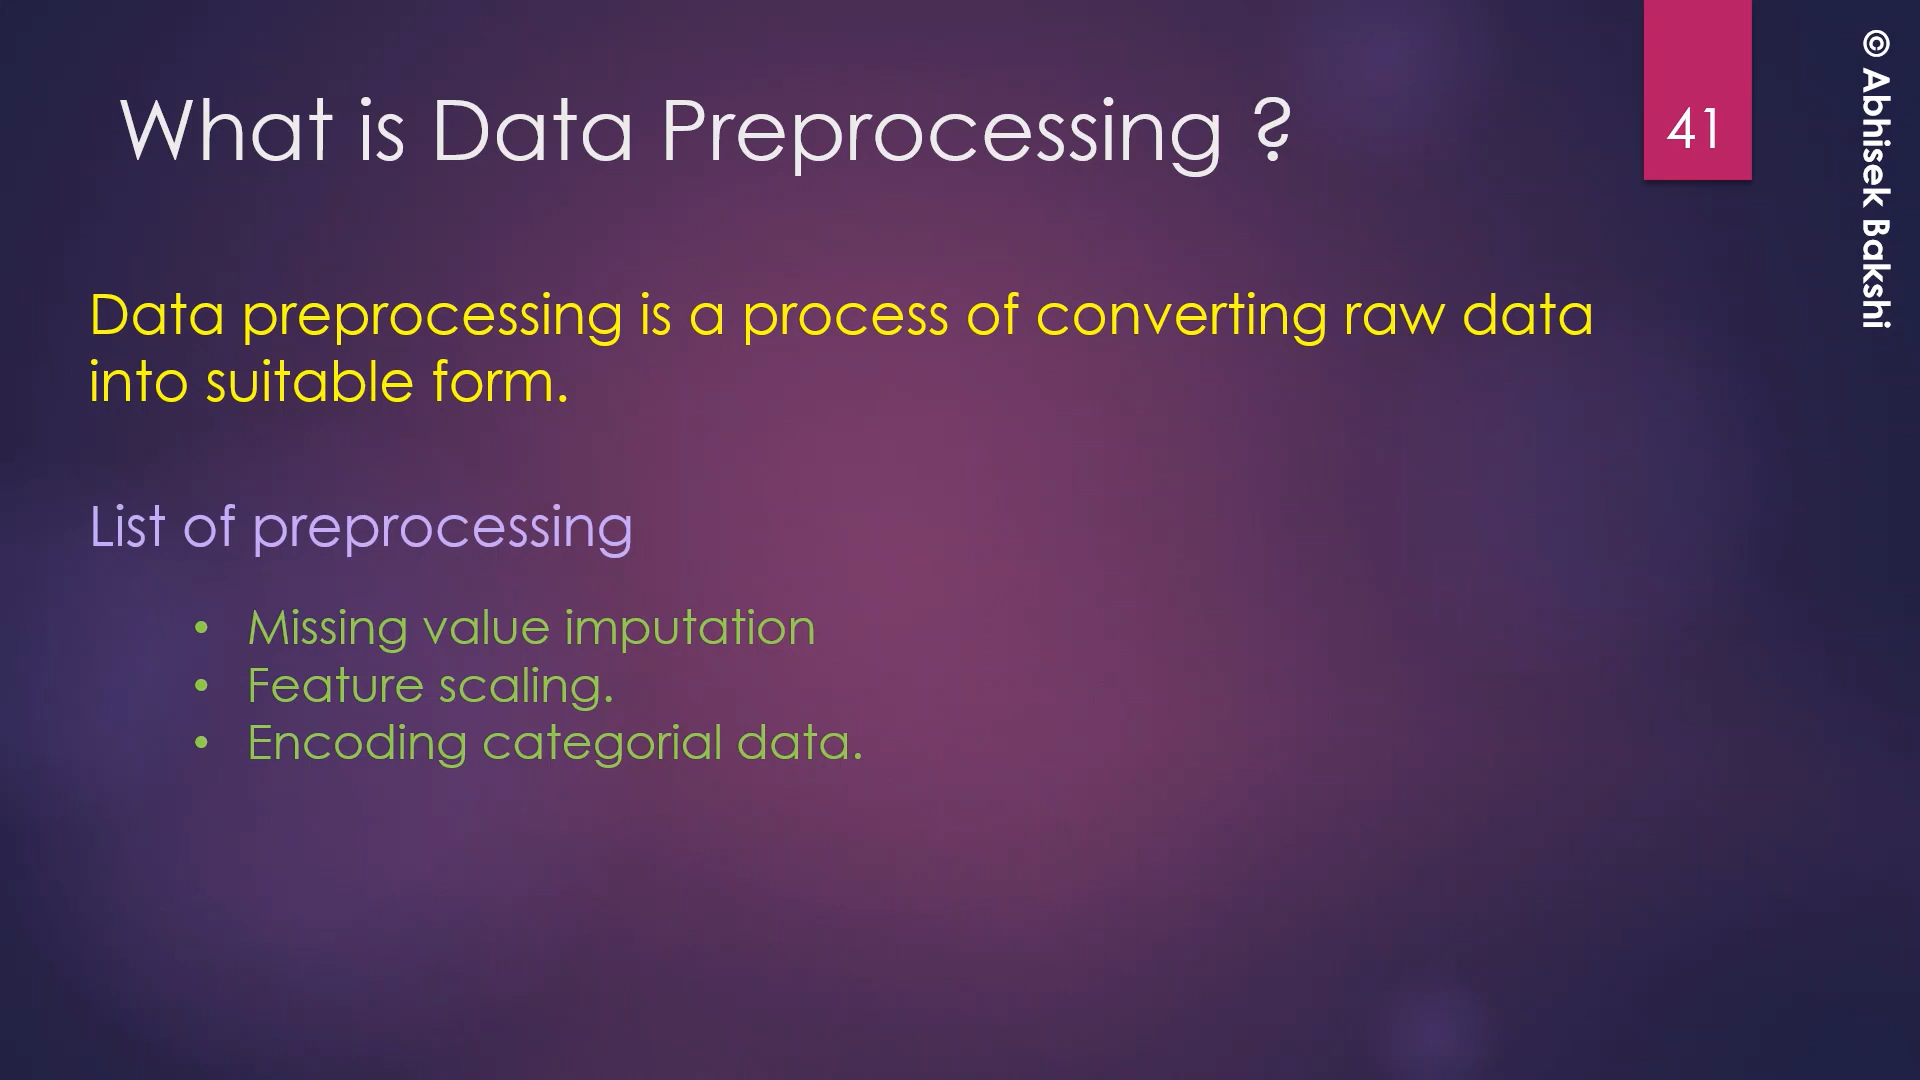 What is Data Preprocessing ?
41
© Abhisek Bakshi
Data preprocessing is a process of converting raw data
into suitable form.
List of preprocessing
• Missing value imputation
• Feature scaling.
• Encoding categorial data.